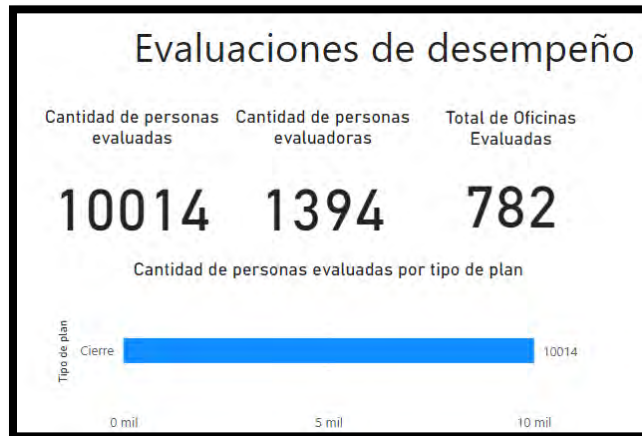 Evaluaciones de desempeño
Cantidad de personas
evaluadas
Cantidad de personas
evaluadoras
Total de Oficinas
Evaluadas
10014
1394
782
Cantidad de personas evaluadas por tipo de plan
Tipo de plan
Cierre
10014
0 mil
5 mil
10 mil